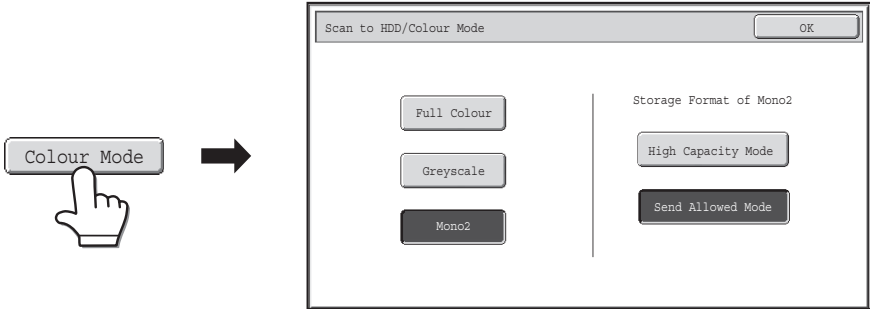 Colour Mode
Scan to HDD/Colour Mode
OK
Full Colour
Greyscale
Mono2
Storage Format of Mono2
High Capacity Mode
Send Allowed Mode